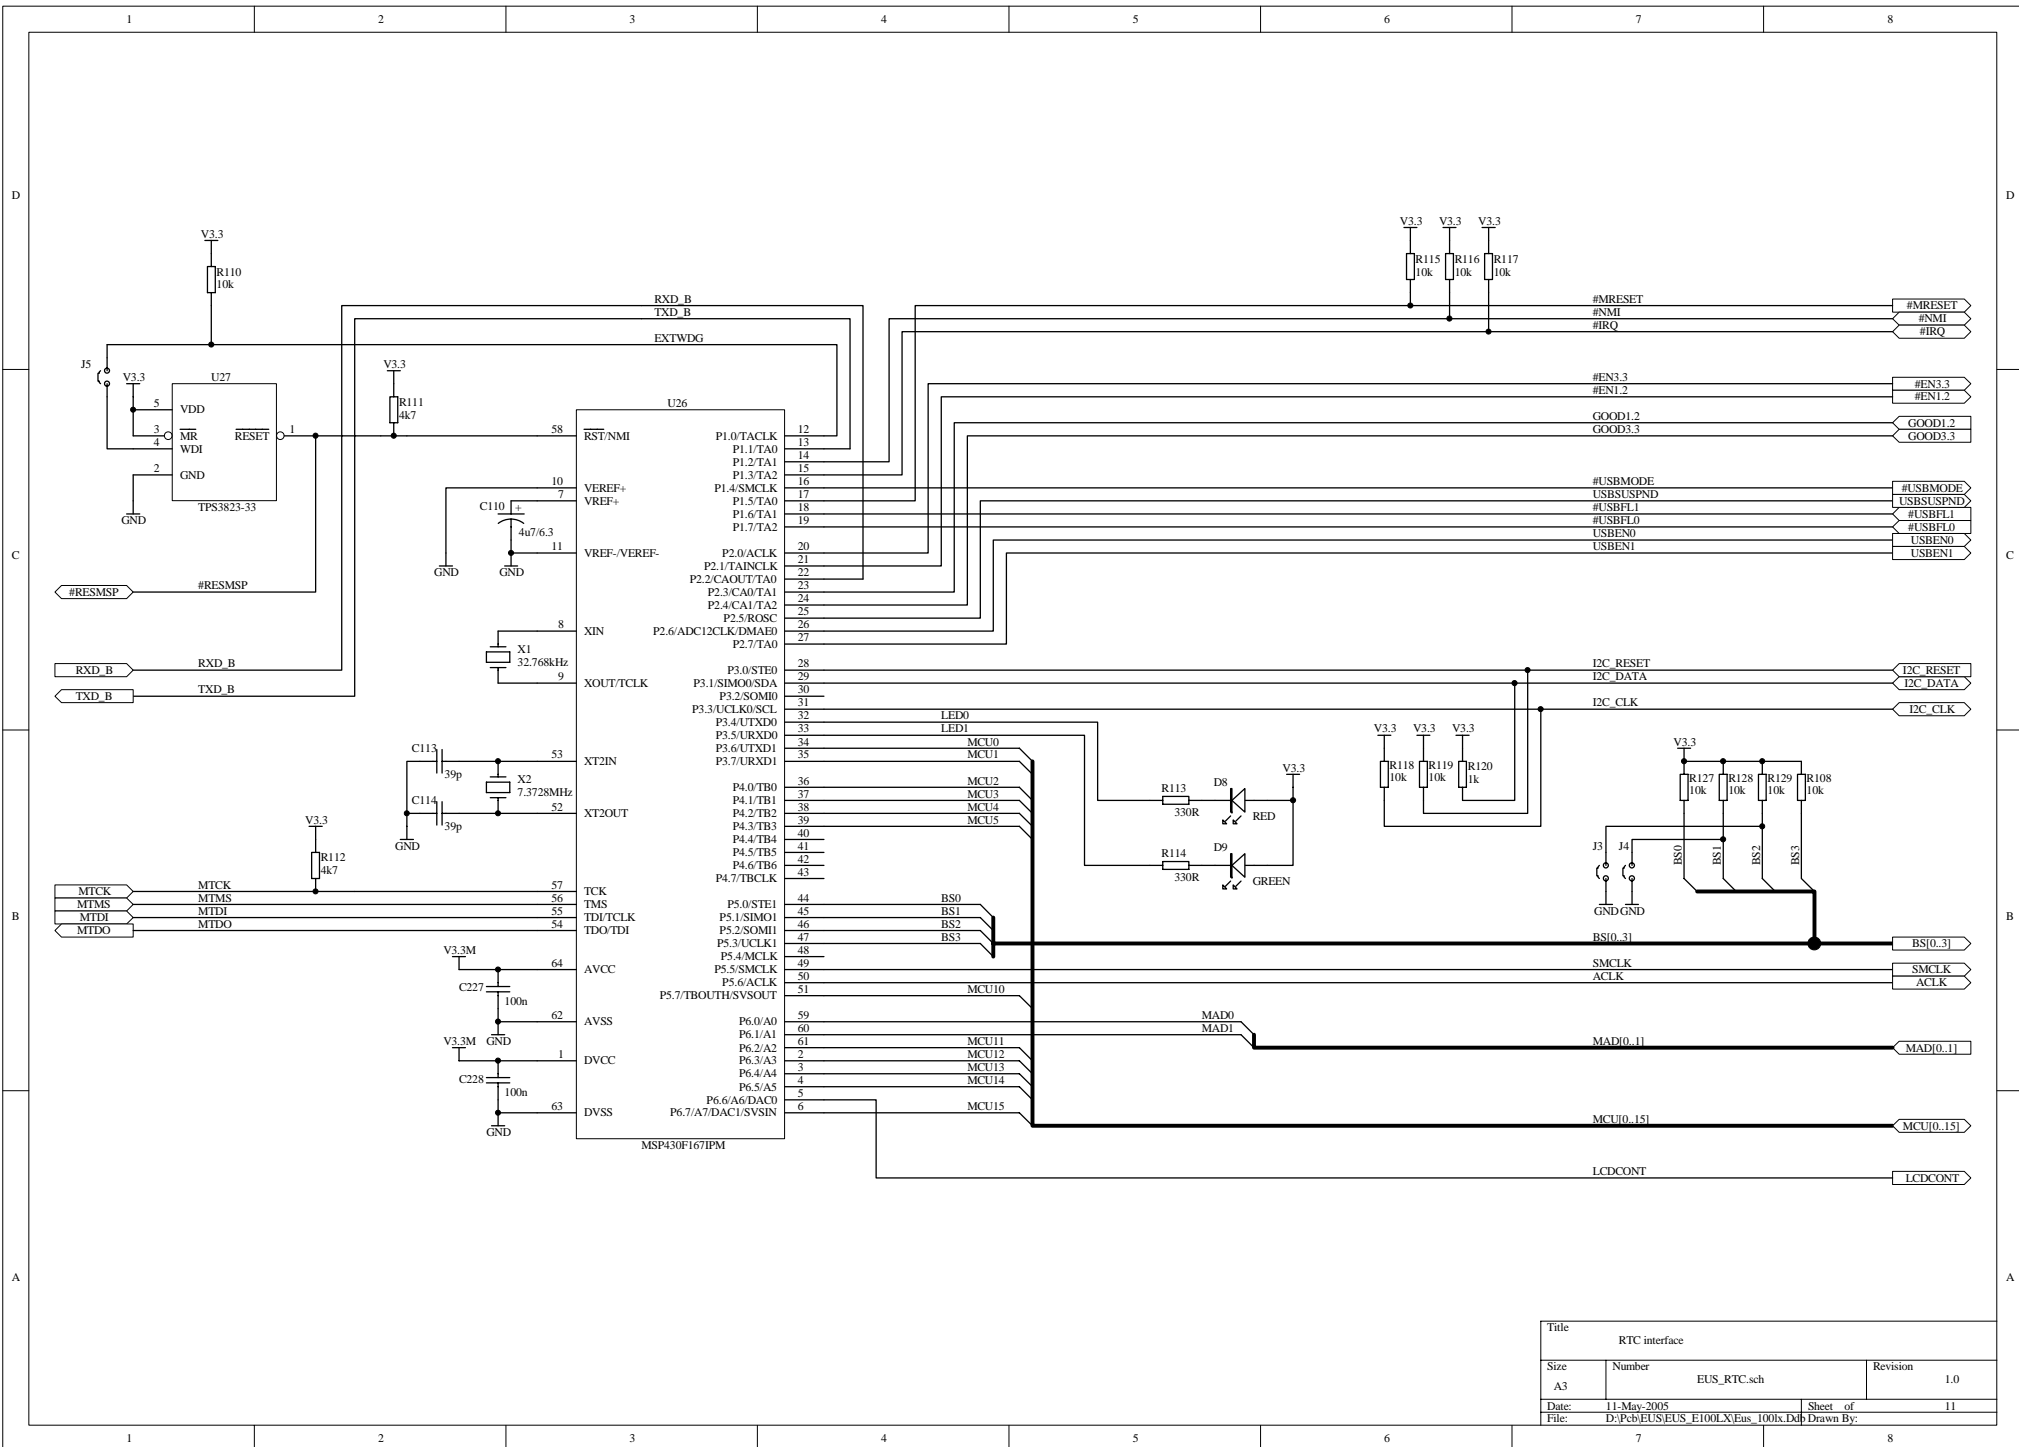 1 2 3 4 5 6 7 8
D D
V3.3
R110
10k
V3.3 V3.3 V3.3
R115
10k
R116
10k
R117
10k
RXD_B
TXD_B
EXTWDG
#MRESET #MRESET
#NMI #NMI
#IRQ #IRQ
J5
V3.3
U27
5 VDD
3 MR
4 WDI
2 GND
RESET 1
TPS3823-33
GND
V3.3
R111
4k7
#EN3.3 #EN3.3
#EN1.2 #EN1.2
GOOD1.2 GOOD1.2
GOOD3.3 GOOD3.3
#USBMODE #USBMODE
USBSUSPND USBSUSPND
#USBFL1 #USBFL1
#USBFL0 #USBFL0
USBEN0 USBEN0
USBEN1 USBEN1
C C
U26
58 RST/NMI
10 VEREF+
7 VREF+
11 VREF-/VEREF-
C110 +
4u7/6.3
GND GND
8 XIN
9 XOUT/TCLK
X1
32.768kHz
53 XT2IN
52 XT2OUT
C113
39p
C114
39p
X2
7.3728MHz
GND
#RESMSP #RESMSP
RXD_B RXD_B
TXD_B TXD_B
V3.3
R112
4k7
MTCK MTCK 57 TCK
MTMS MTMS 56 TMS
MTDI MTDI 55 TDI/TCLK
MTDO MTDO 54 TDO/TDI
V3.3M
64 AVCC
C227
100n
62 AVSS
GND
V3.3M
1 DVCC
C228
100n
63 DVSS
GND
P1.0/TACLK 12
P1.1/TA0 13
P1.2/TA1 14
P1.3/TA2 15
P1.4/SMCLK 16
P1.5/TA0 17
P1.6/TA1 18
P1.7/TA2 19
P2.0/ACLK 20
P2.1/TAINCLK 21
P2.2/CAOUT/TA0 22
P2.3/CA0/TA1 23
P2.4/CA1/TA2 24
P2.5/ROSC 25
P2.6/ADC12CLK/DMAE0 26
P2.7/TA0 27
P3.0/STE0 28
P3.1/SIMO0/SDA 29
P3.2/SOMI0 30
P3.3/UCLK0/SCL 31
P3.4/UTXD0 32 LED0
P3.5/URXD0 33 LED1
P3.6/UTXD1 34 MCU0
P3.7/URXD1 35 MCU1
P4.0/TB0 36 MCU2
P4.1/TB1 37 MCU3
P4.2/TB2 38 MCU4
P4.3/TB3 39 MCU5
P4.4/TB4 40
P4.5/TB5 41
P4.6/TB6 42
P4.7/TBCLK 43
P5.0/STE1 44 BS0
P5.1/SIMO1 45 BS1
P5.2/SOMI1 46 BS2
P5.3/UCLK1 47 BS3
P5.4/MCLK 48
P5.5/SMCLK 49
P5.6/ACLK 50
P5.7/TBOUTH/SVSOUT 51 MCU10
P6.0/A0 59 MAD0
P6.1/A1 60 MAD1
P6.2/A2 61 MCU11
P6.3/A3 2 MCU12
P6.4/A4 3 MCU13
P6.5/A5 4 MCU14
P6.6/A6/DAC0 5
P6.7/A7/DAC1/SVSIN 6 MCU15
MSP430F167IPM
I2C_RESET I2C_RESET
I2C_DATA I2C_DATA
I2C_CLK I2C_CLK
V3.3 V3.3 V3.3
R118
10k
R119
10k
R120
1k
R113
330R
D8
RED
V3.3
R114
330R
D9
GREEN
V3.3
R127
10k
R128
10k
R129
10k
R108
10k
J3 J4
GND GND
BS0 BS1 BS2 BS3
B B
BS[0..3] BS[0..3]
SMCLK SMCLK
ACLK ACLK
MAD[0..1] MAD[0..1]
MCU[0..15] MCU[0..15]
LCDCONT LCDCONT
A A
Title
RTC interface
Size Number Revision
A3 EUS_RTC.sch 1.0
Date: 11-May-2005 Sheet of 11
File: D:\Pcb\EUS\EUS_E100LX\Eus_100lx.Ddb Drawn By:
1 2 3 4 5 6 7 8